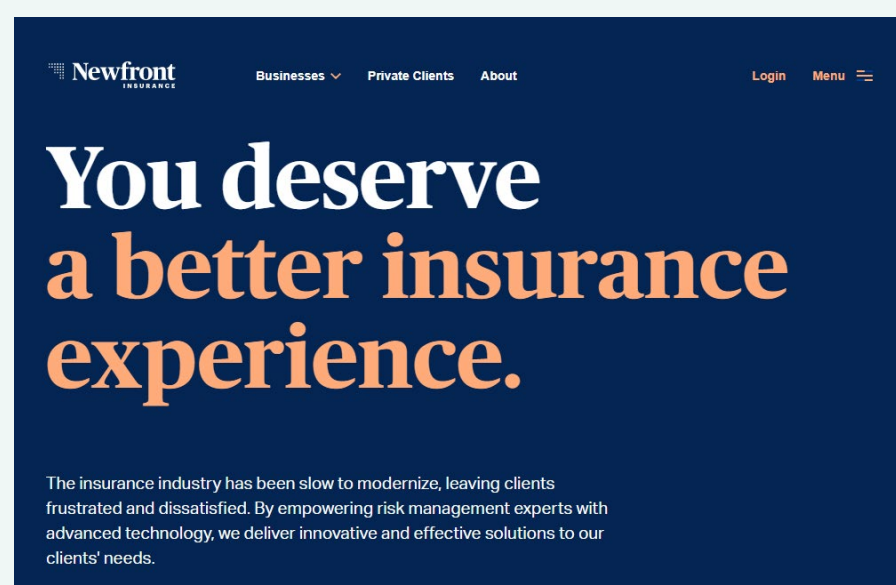 Newfront
INSURANCE
Businesses
Private Clients
About
Login
Menu
You deserve
a better insurance
experience.
The insurance industry has been slow to modernize, leaving clients
frustrated and dissatisfied. By empowering risk management experts with
advanced technology, we deliver innovative and effective solutions to our
clients' needs.